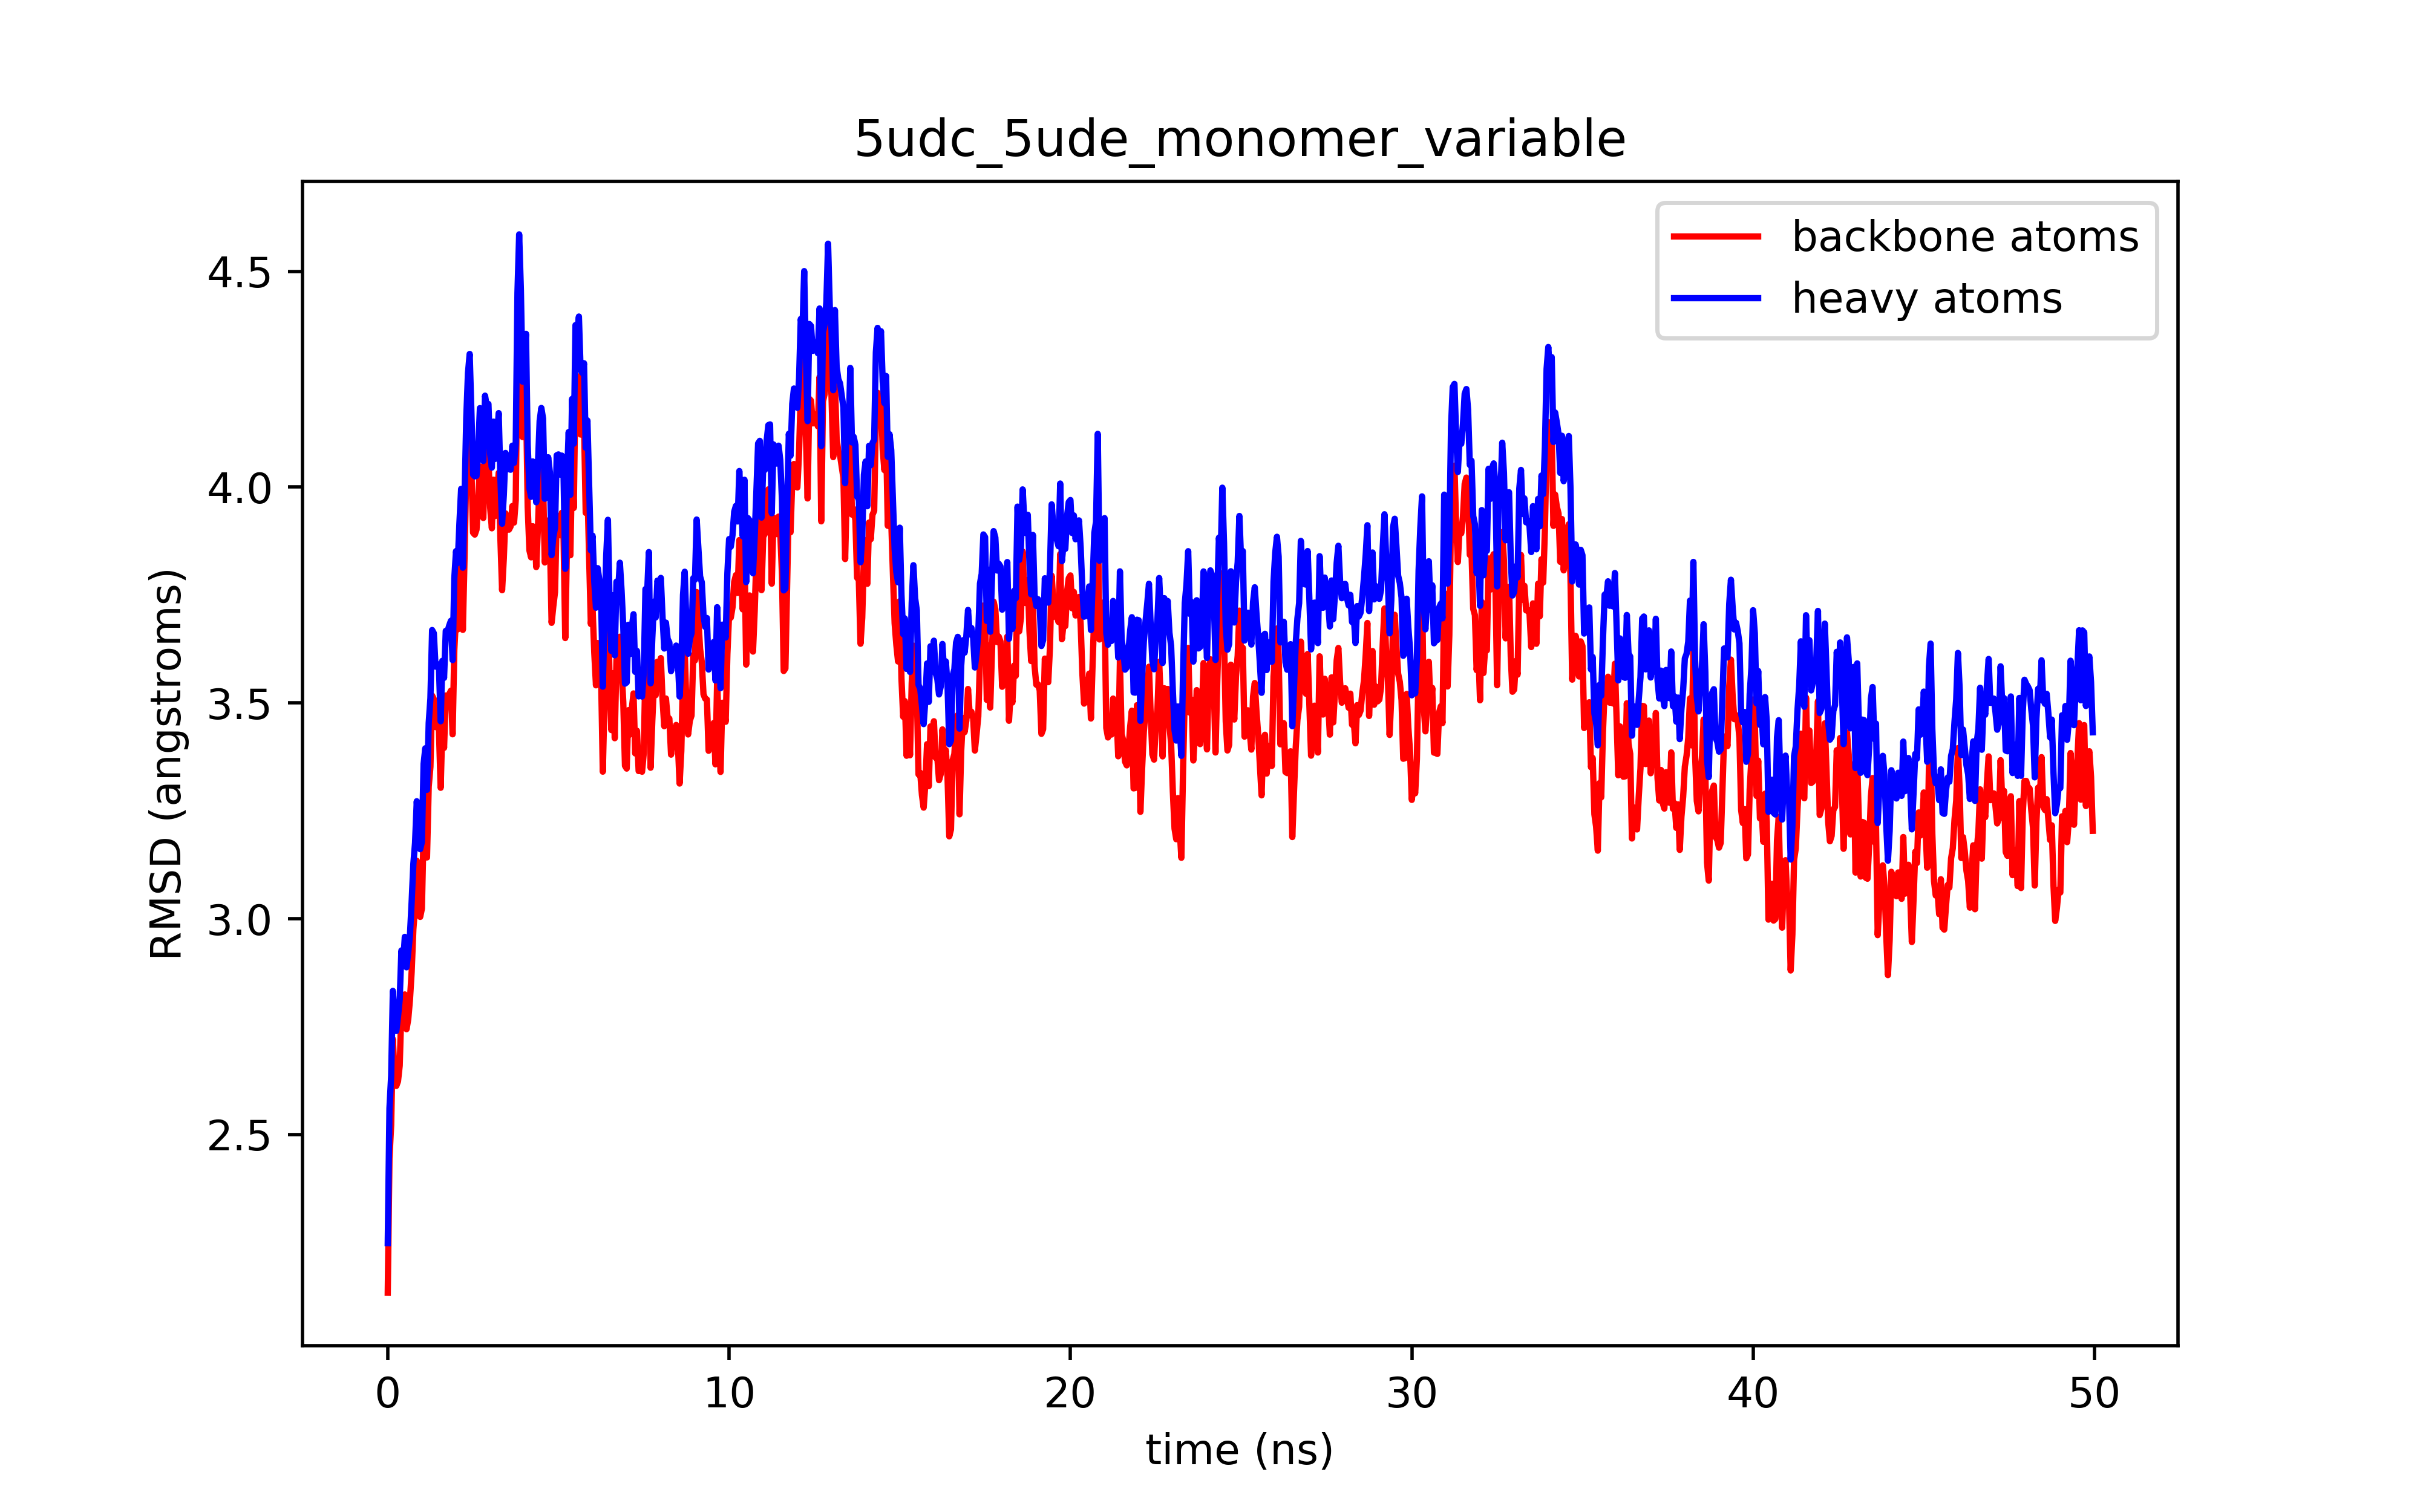 5udc_5ude_monomer_variable
backbone atoms
heavy atoms
RMSD (angstroms)
4.5
4.0
3.5
3.0
2.5
0 10 20 30 40 50
time (ns)